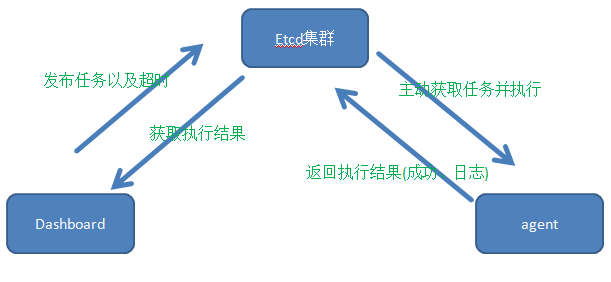 Etcd集群
发布任务以及超时
主动获取任务并执行
获取执行结果
返回执行结果(成功 日志)
Dashboard
agent